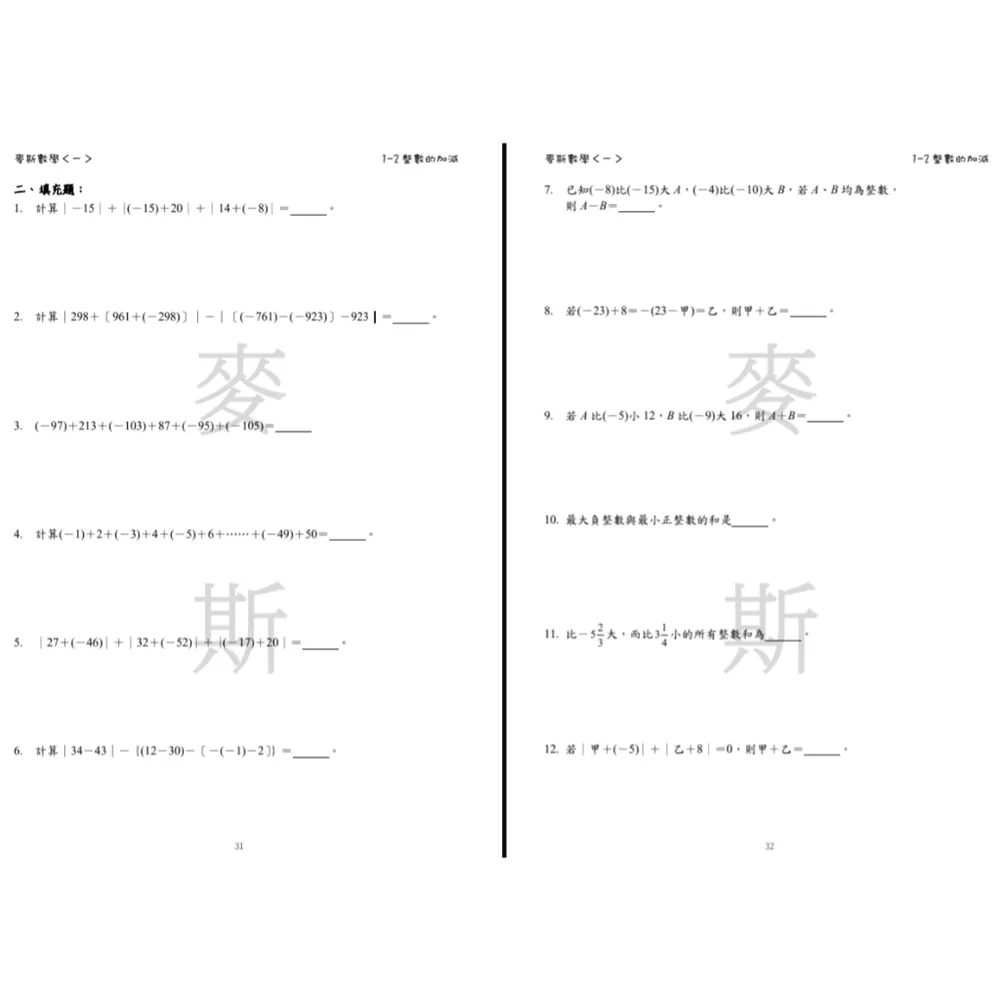 麥斯數學＜一＞ 1-2 整數的加減
二、填充題：
1. 計算｜－15｜＋｜(－15)＋20｜＋｜14＋(－8)｜＝______。
2. 計算｜298＋〔961＋(－298)〕｜－｜〔(－761)－(－923)〕－923｜＝______。
3. (－97)＋213＋(－103)＋87＋(－95)＋(－105)＝______
4. 計算(－1)＋2＋(－3)＋4＋(－5)＋6＋……＋(－49)＋50＝______。
5. ｜27＋(－46)｜＋｜32＋(－52)｜＋｜(－17)＋20｜＝______。
6. 計算｜34－43｜－{(12－30)－〔－(－1)－2〕}＝______。
麥
斯
31
麥斯數學＜一＞ 1-2 整數的加減
7. 已知(－8)比(－15)大 A，(－4)比(－10)大 B，若 A、B 均為整數，
則 A－B＝______。
8. 若(－23)＋8＝－(23－甲)＝乙，則甲＋乙＝______。
9. 若 A 比(－5)小 12，B 比(－9)大 16，則 A＋B＝______。
10. 最大負整數與最小正整數的和是______。
11. 比－5 2/3 大，而比 3 1/4 小的所有整數和為______。
12. 若｜甲＋(－5)｜＋｜乙＋8｜＝0，則甲＋乙＝______。
麥
斯
32